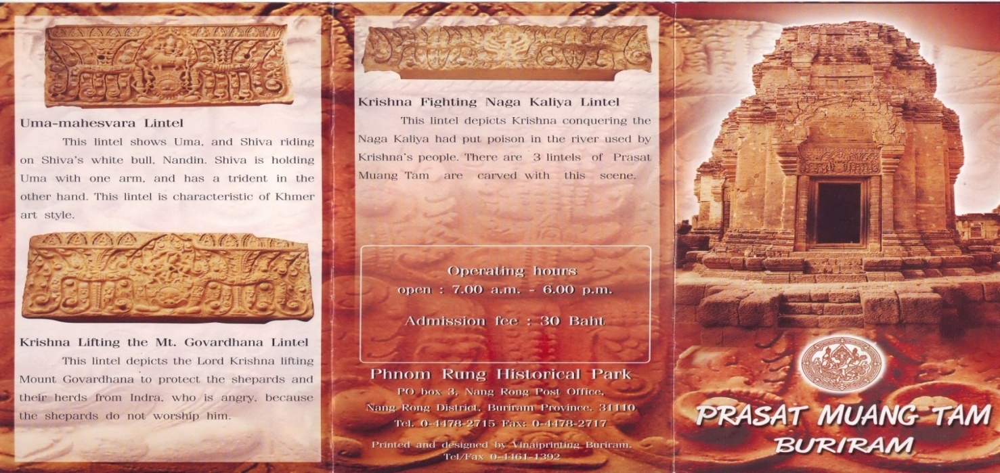 Uma-mahesvara Lintel
This lintel shows Uma, and Shiva riding
on Shiva's white bull, Nandin. Shiva is holding
Uma with one arm, and has a trident in the
other hand. This lintel is characteristic of Khmer
art style.
Krishna Lifting the Mt. Govardhana Lintel
This lintel depicts the Lord Krishna lifting
Mount Govardhana to protect the shepards and
their herds from Indra, who is angry, because
the shepards do not worship him.
Krishna Fighting Naga Kaliya Lintel
This lintel depicts Krishna conquering the
Naga Kaliya had put poison in the river used by
Krishna's people. There are 3 lintels of Prasat
Muang Tam are carved with this scene.
Operating hours
open : 7.00 a.m. - 6.00 p.m.
Admission fee : 30 Baht
Phnom Rung Historical Park
PO box 3, Nang Rong Post Office,
Nang Rong District, Buriram Province. 31110
Tel. 0-4478-2715 Fax: 0-4478-2717
Printed and designed by Vinaiprinting Buriram.
Tel/Fax 0-4461-1392
PRASAT MUANG TAM
BURIRAM